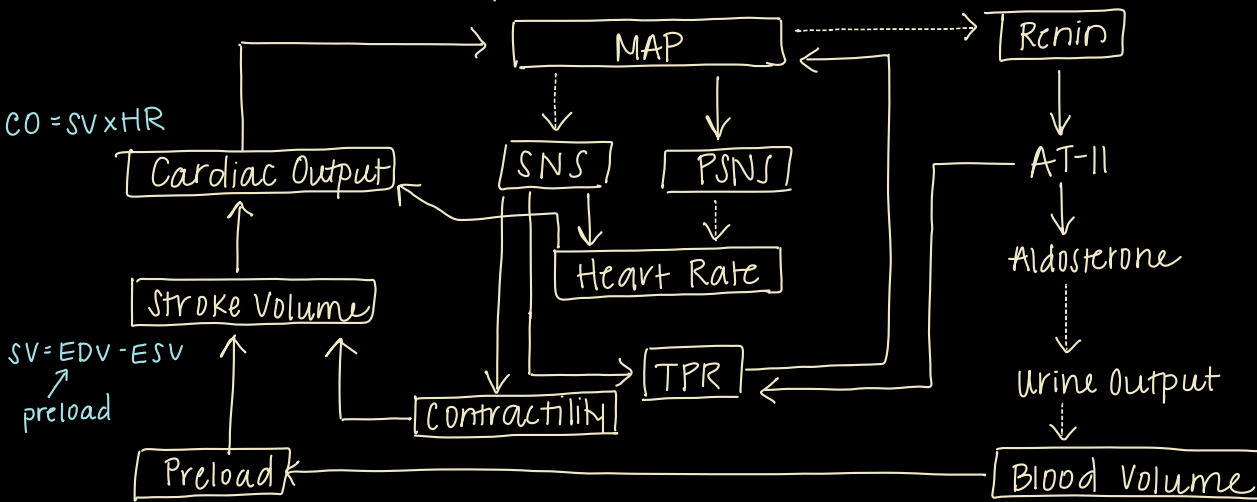 MAP
Renin
CO = SV x HR
Cardiac Output
SNS
PSNS
AT-II
Heart Rate
Aldosterone
Stroke Volume
SV = EDV - ESV
preload
TPR
Urine Output
Contractility
Preload
Blood Volume